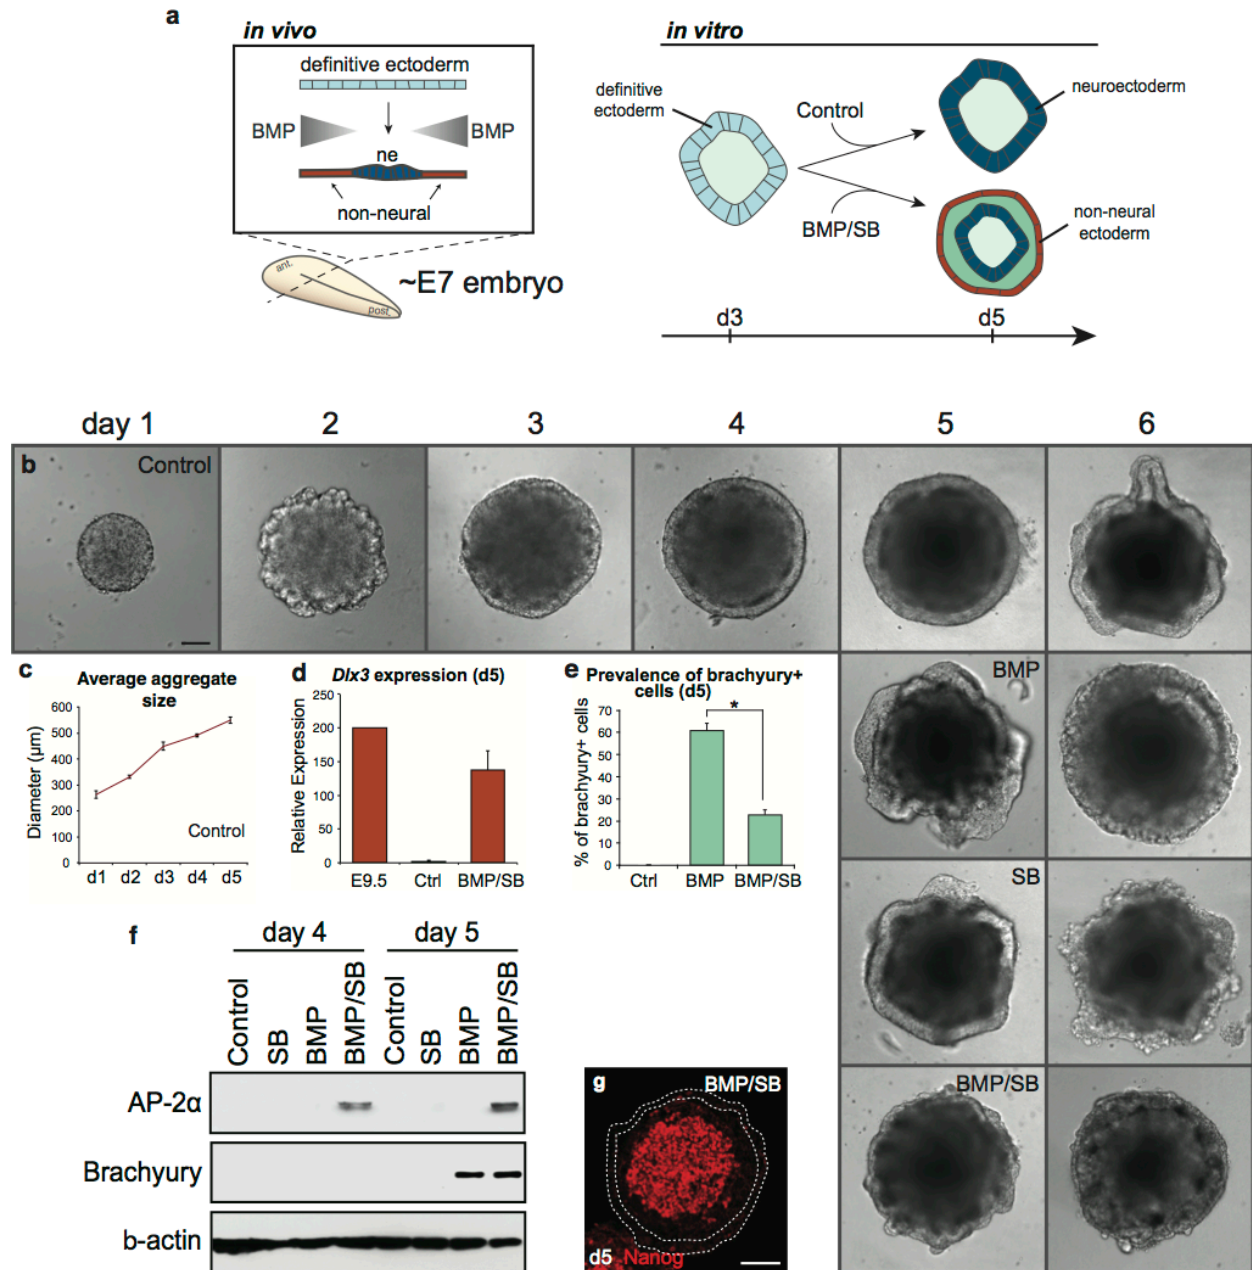 a
in vivo
definitive ectoderm
BMP
BMP
ne
non-neural
ant.
post.
~E7 embryo
in vitro
definitive
ectoderm
Control
BMP/SB
neuroectoderm
non-neural
ectoderm
d3
d5
day 1
2
3
4
5
6
b
Control
BMP
SB
BMP/SB
c
Average aggregate
size
Diameter (μm)
600
500
400
300
200
100
0
Control
d1
d2
d3
d4
d5
d
Dlx3 expression (d5)
Relative Expression
250
200
150
100
50
0
E9.5
Ctrl
BMP/SB
e
Prevalence of brachyury+
cells (d5)
% of brachyury+ cells
70
60
50
40
30
20
10
0
*
Ctrl
BMP
BMP/SB
f
day 4
day 5
Control
SB
BMP
BMP/SB
Control
SB
BMP
BMP/SB
AP-2α
Brachyury
b-actin
g
BMP/SB
d5 Nanog